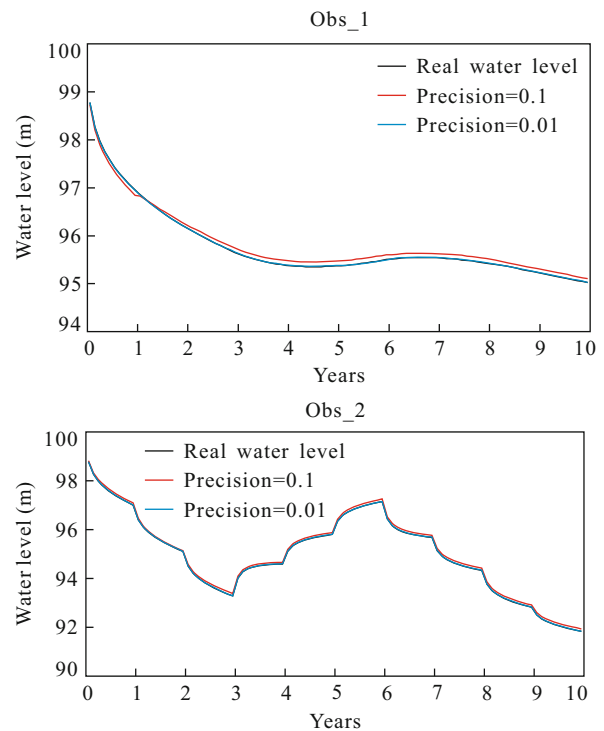 Obs_1
Real water level
Precision=0.1
Precision=0.01
Water level (m)
100
99
98
97
96
95
94
0 1 2 3 4 5 6 7 8 9 10
Years
Obs_2
Real water level
Precision=0.1
Precision=0.01
Water level (m)
100
98
96
94
92
90
0 1 2 3 4 5 6 7 8 9 10
Years